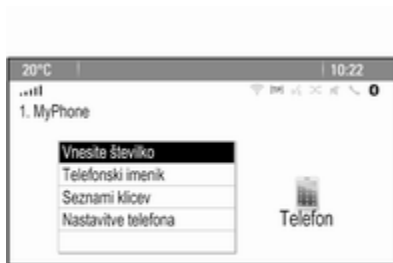 20°C 10:22
1. MyPhone
Vnesite številko
Telefonski imenik
Seznami klicev
Nastavitve telefona
Telefon